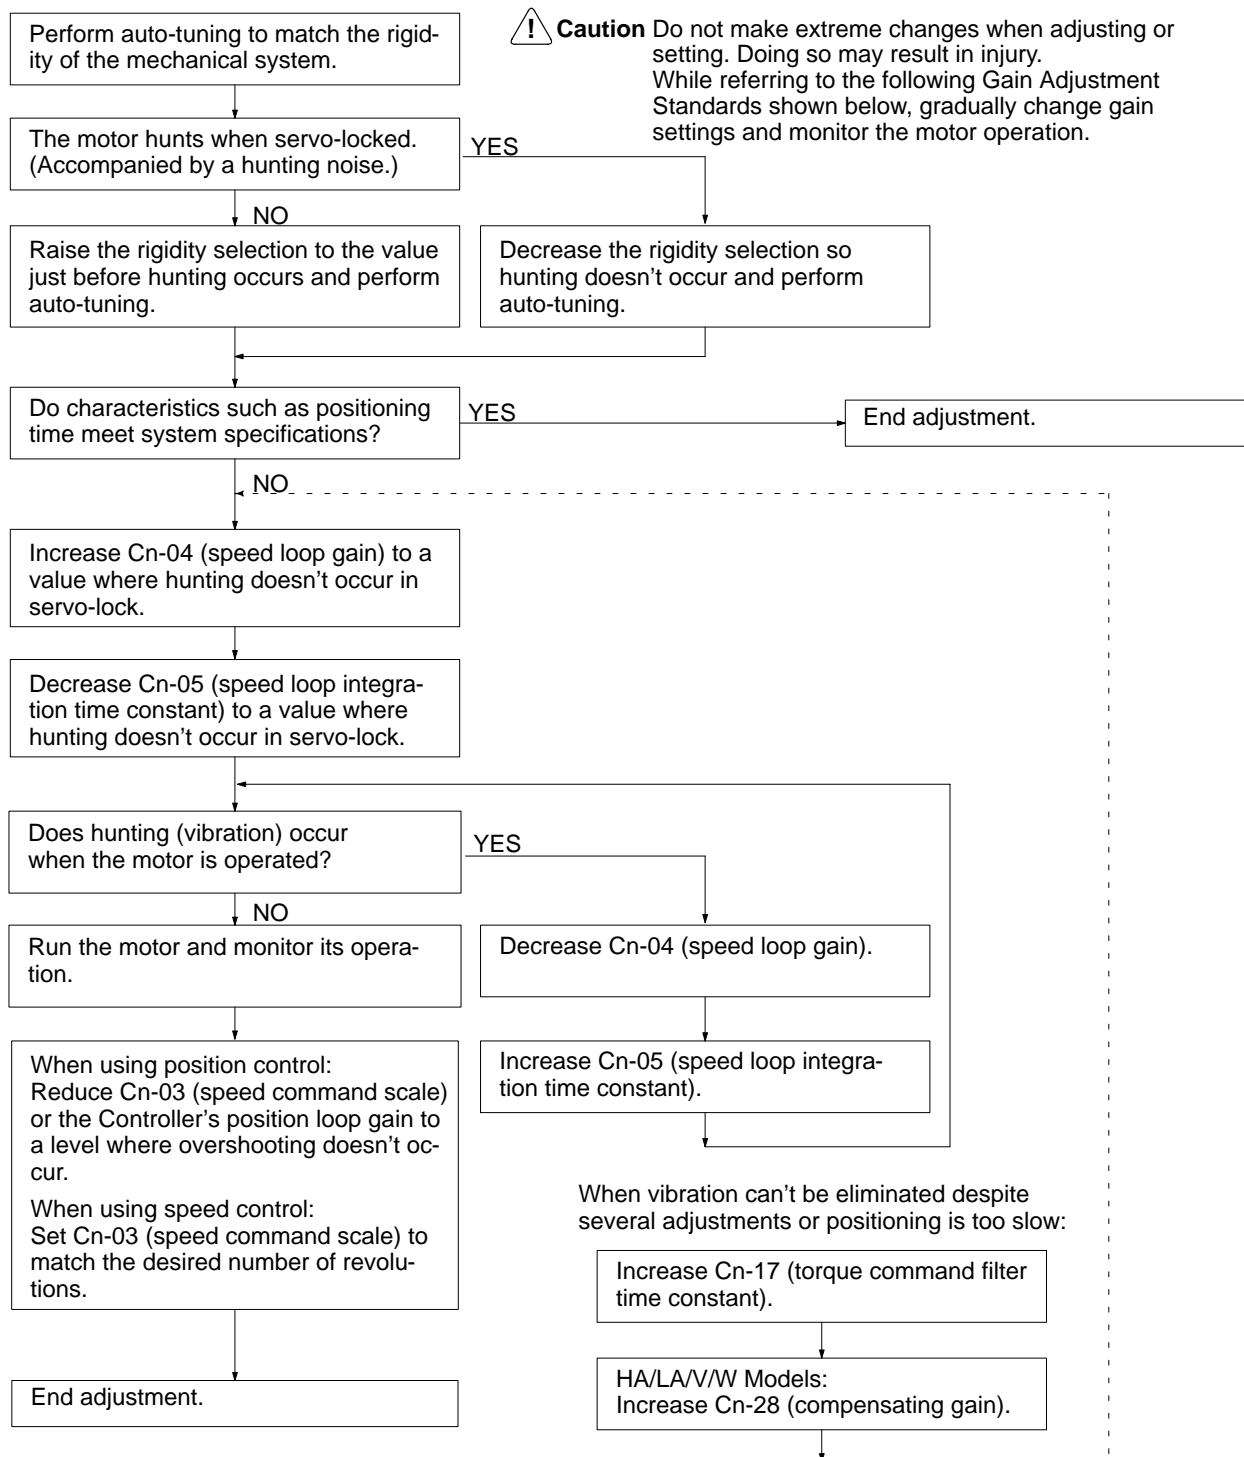 Perform auto-tuning to match the rigid-
ity of the mechanical system.
! Caution Do not make extreme changes when adjusting or
setting. Doing so may result in injury.
While referring to the following Gain Adjustment
Standards shown below, gradually change gain
settings and monitor the motor operation.
The motor hunts when servo-locked.
(Accompanied by a hunting noise.)
YES
NO
Raise the rigidity selection to the value
just before hunting occurs and perform
auto-tuning.
Decrease the rigidity selection so
hunting doesn't occur and perform
auto-tuning.
Do characteristics such as positioning
time meet system specifications?
YES
End adjustment.
NO
Increase Cn-04 (speed loop gain) to a
value where hunting doesn't occur in
servo-lock.
Decrease Cn-05 (speed loop integra-
tion time constant) to a value where
hunting doesn't occur in servo-lock.
Does hunting (vibration) occur
when the motor is operated?
YES
NO
Run the motor and monitor its opera-
tion.
Decrease Cn-04 (speed loop gain).
Increase Cn-05 (speed loop integra-
tion time constant).
When using position control:
Reduce Cn-03 (speed command scale)
or the Controller's position loop gain to
a level where overshooting doesn't oc-
cur.
When using speed control:
Set Cn-03 (speed command scale) to
match the desired number of revolu-
tions.
When vibration can't be eliminated despite
several adjustments or positioning is too slow:
Increase Cn-17 (torque command filter
time constant).
HA/LA/V/W Models:
Increase Cn-28 (compensating gain).
End adjustment.